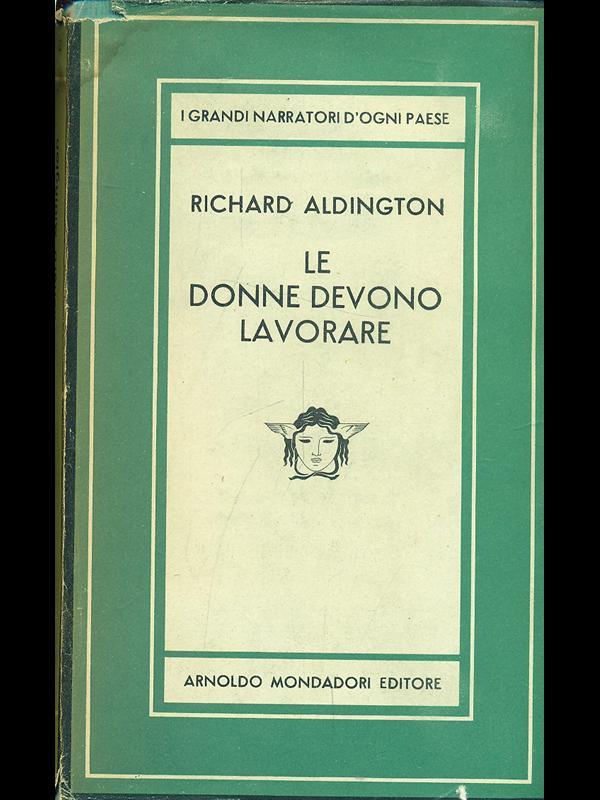 I GRANDI NARRATORI D'OGNI PAESE
RICHARD ALDINGTON
LE
DONNE DEVONO
LAVORARE
ARNOLDO MONDADORI EDITORE